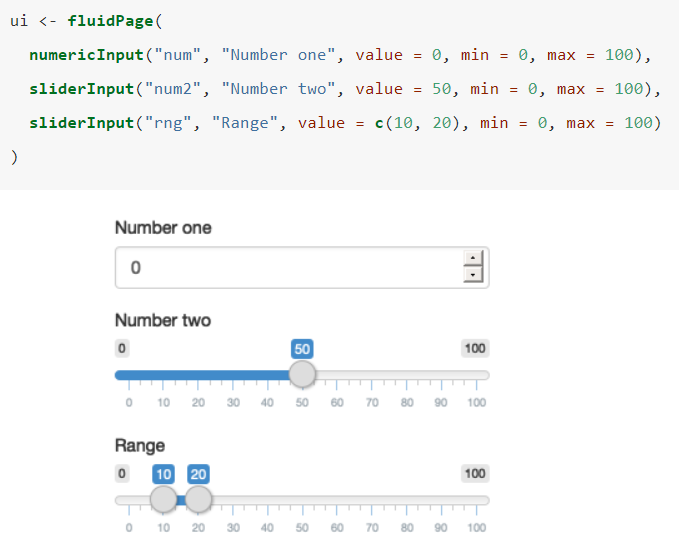 ui <- fluidPage(
numericInput("num", "Number one", value = 0, min = 0, max = 100),
sliderInput("num2", "Number two", value = 50, min = 0, max = 100),
sliderInput("rng", "Range", value = c(10, 20), min = 0, max = 100)
)
Number one
0
Number two
0 50 100
0 10 20 30 40 50 60 70 80 90 100
Range
0 10 20 100
0 10 20 30 40 50 60 70 80 90 100